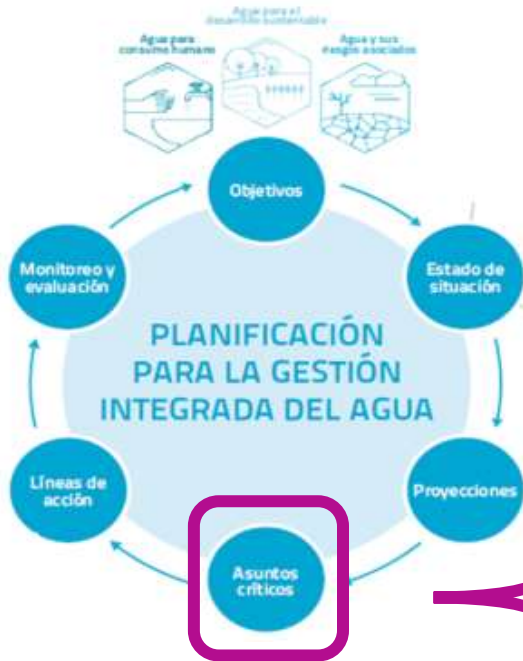 Agua para el
desarrollo sustentable
Agua para
consumo humano
Agua y sus
riesgos asociados
Objetivos
Monitoreo y
evaluación
Estado de
situación
PLANIFICACIÓN
PARA LA GESTIÓN
INTEGRADA DEL AGUA
Líneas de
acción
Proyecciones
Asuntos
críticos